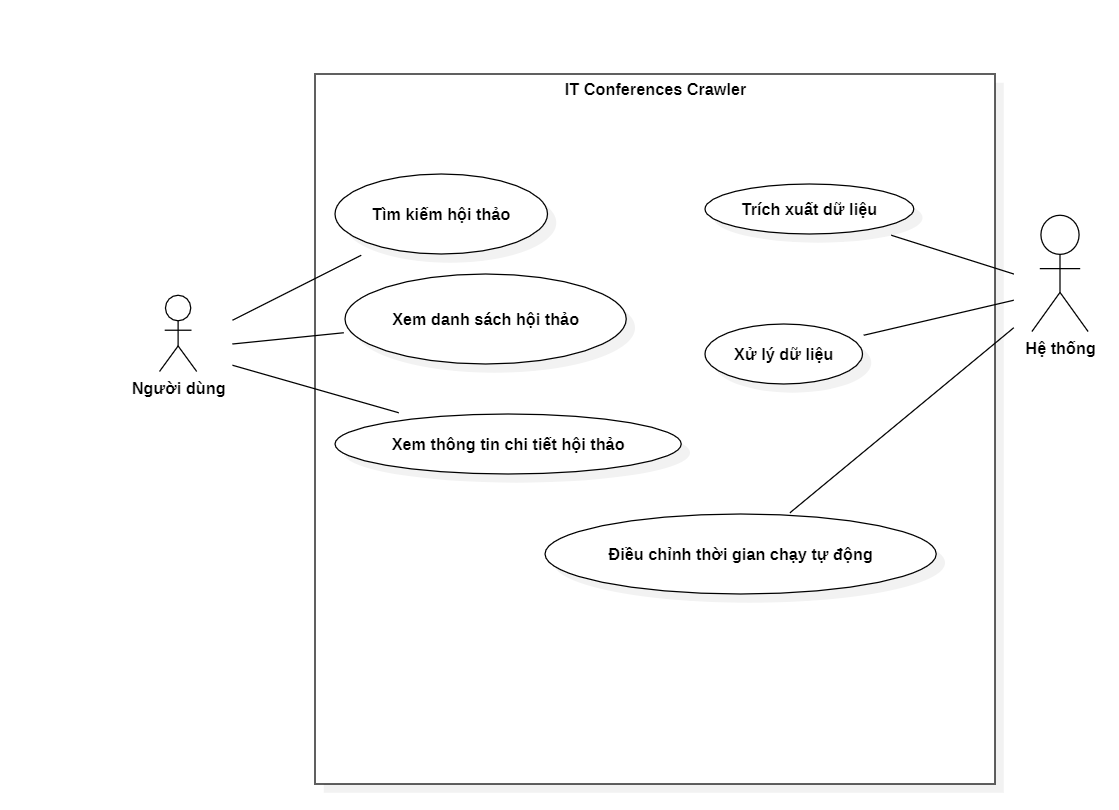 IT Conferences Crawler
Tìm kiếm hội thảo
Trích xuất dữ liệu
Xem danh sách hội thảo
Xử lý dữ liệu
Hệ thống
Người dùng
Xem thông tin chi tiết hội thảo
Điều chỉnh thời gian chạy tự động